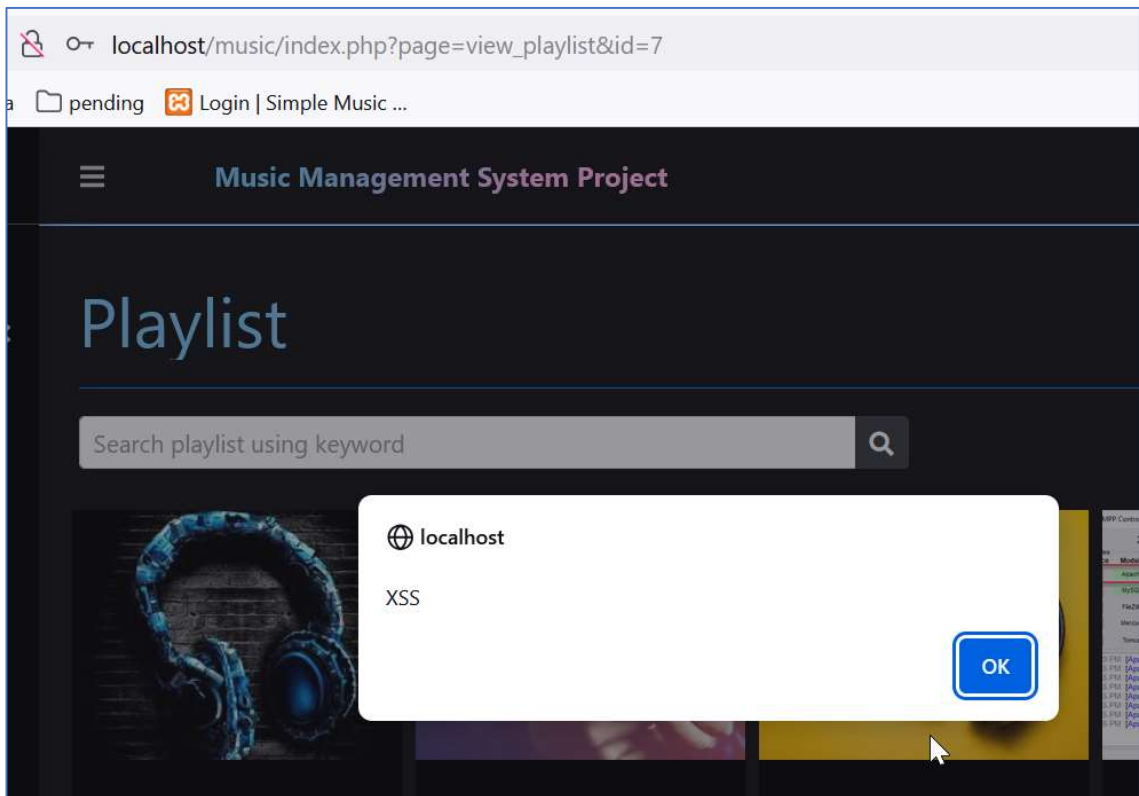 localhost/music/index.php?page=view_playlist&id=7
pending
Login | Simple Music ...
Music Management System Project
Playlist
Search playlist using keyword
localhost
XSS
OK